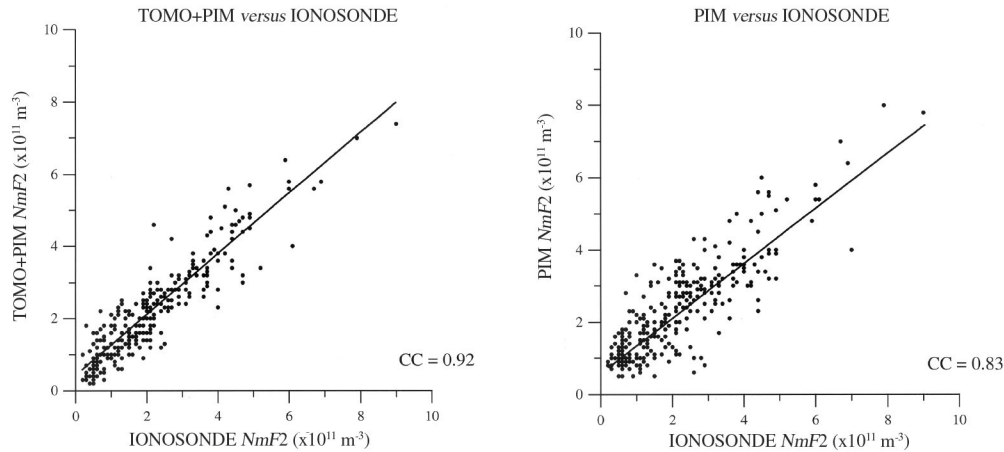 TOMO+PIM versus IONOSONDE
10
8
6
4
2
0
TOMO+PIM NmF2 (x10¹¹ m⁻³)
CC = 0.92
0 2 4 6 8 10
IONOSONDE NmF2 (x10¹¹ m⁻³)
PIM versus IONOSONDE
10
8
6
4
2
0
PIM NmF2 (x10¹¹ m⁻³)
CC = 0.83
0 2 4 6 8 10
IONOSONDE NmF2 (x10¹¹ m⁻³)